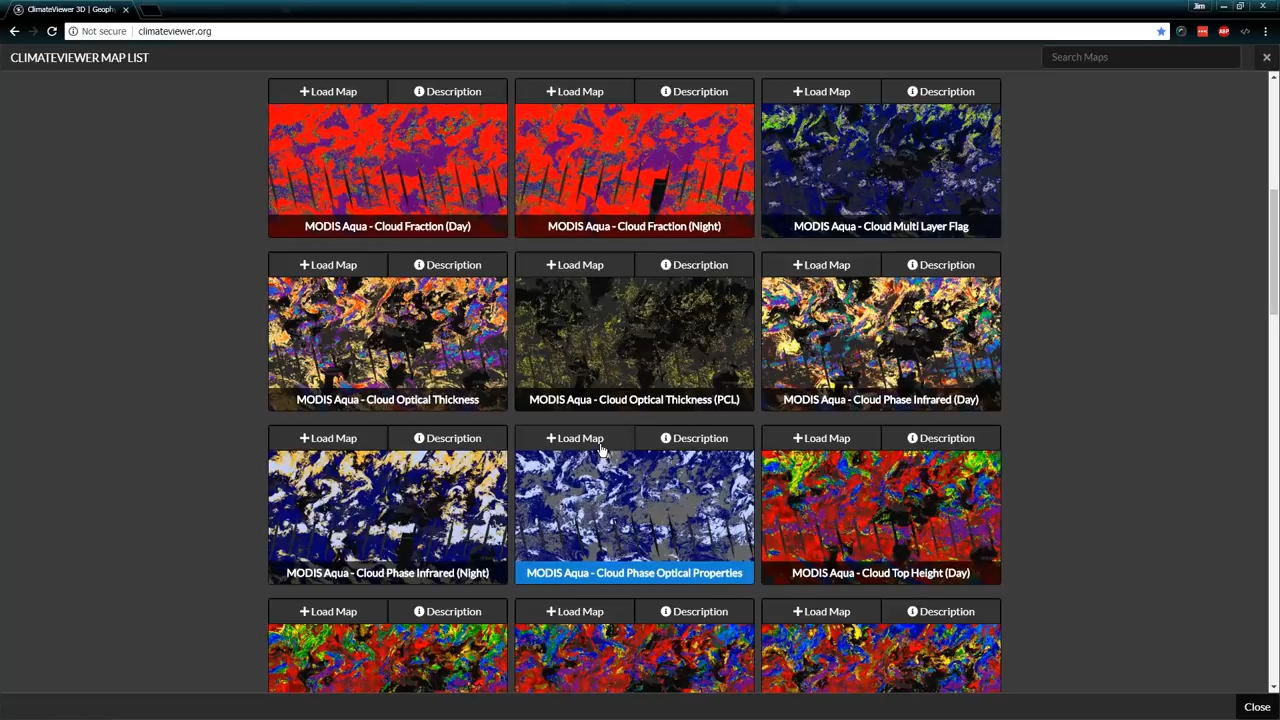 ClimateViewer 3D | Geoph
Jim
Not secure
climateviewer.org
ABP
CLIMATEVIEWER MAP LIST
Search Maps
Load Map Description Load Map Description Load Map Description
MODIS Aqua - Cloud Fraction (Day) MODIS Aqua - Cloud Fraction (Night) MODIS Aqua - Cloud Multi Layer Flag
Load Map Description Load Map Description Load Map Description
MODIS Aqua - Cloud Optical Thickness MODIS Aqua - Cloud Optical Thickness (PCL) MODIS Aqua - Cloud Phase Infrared (Day)
Load Map Description Load Map Description Load Map Description
MODIS Aqua - Cloud Phase Infrared (Night) MODIS Aqua - Cloud Phase Optical Properties MODIS Aqua - Cloud Top Height (Day)
Load Map Description Load Map Description Load Map Description
Close